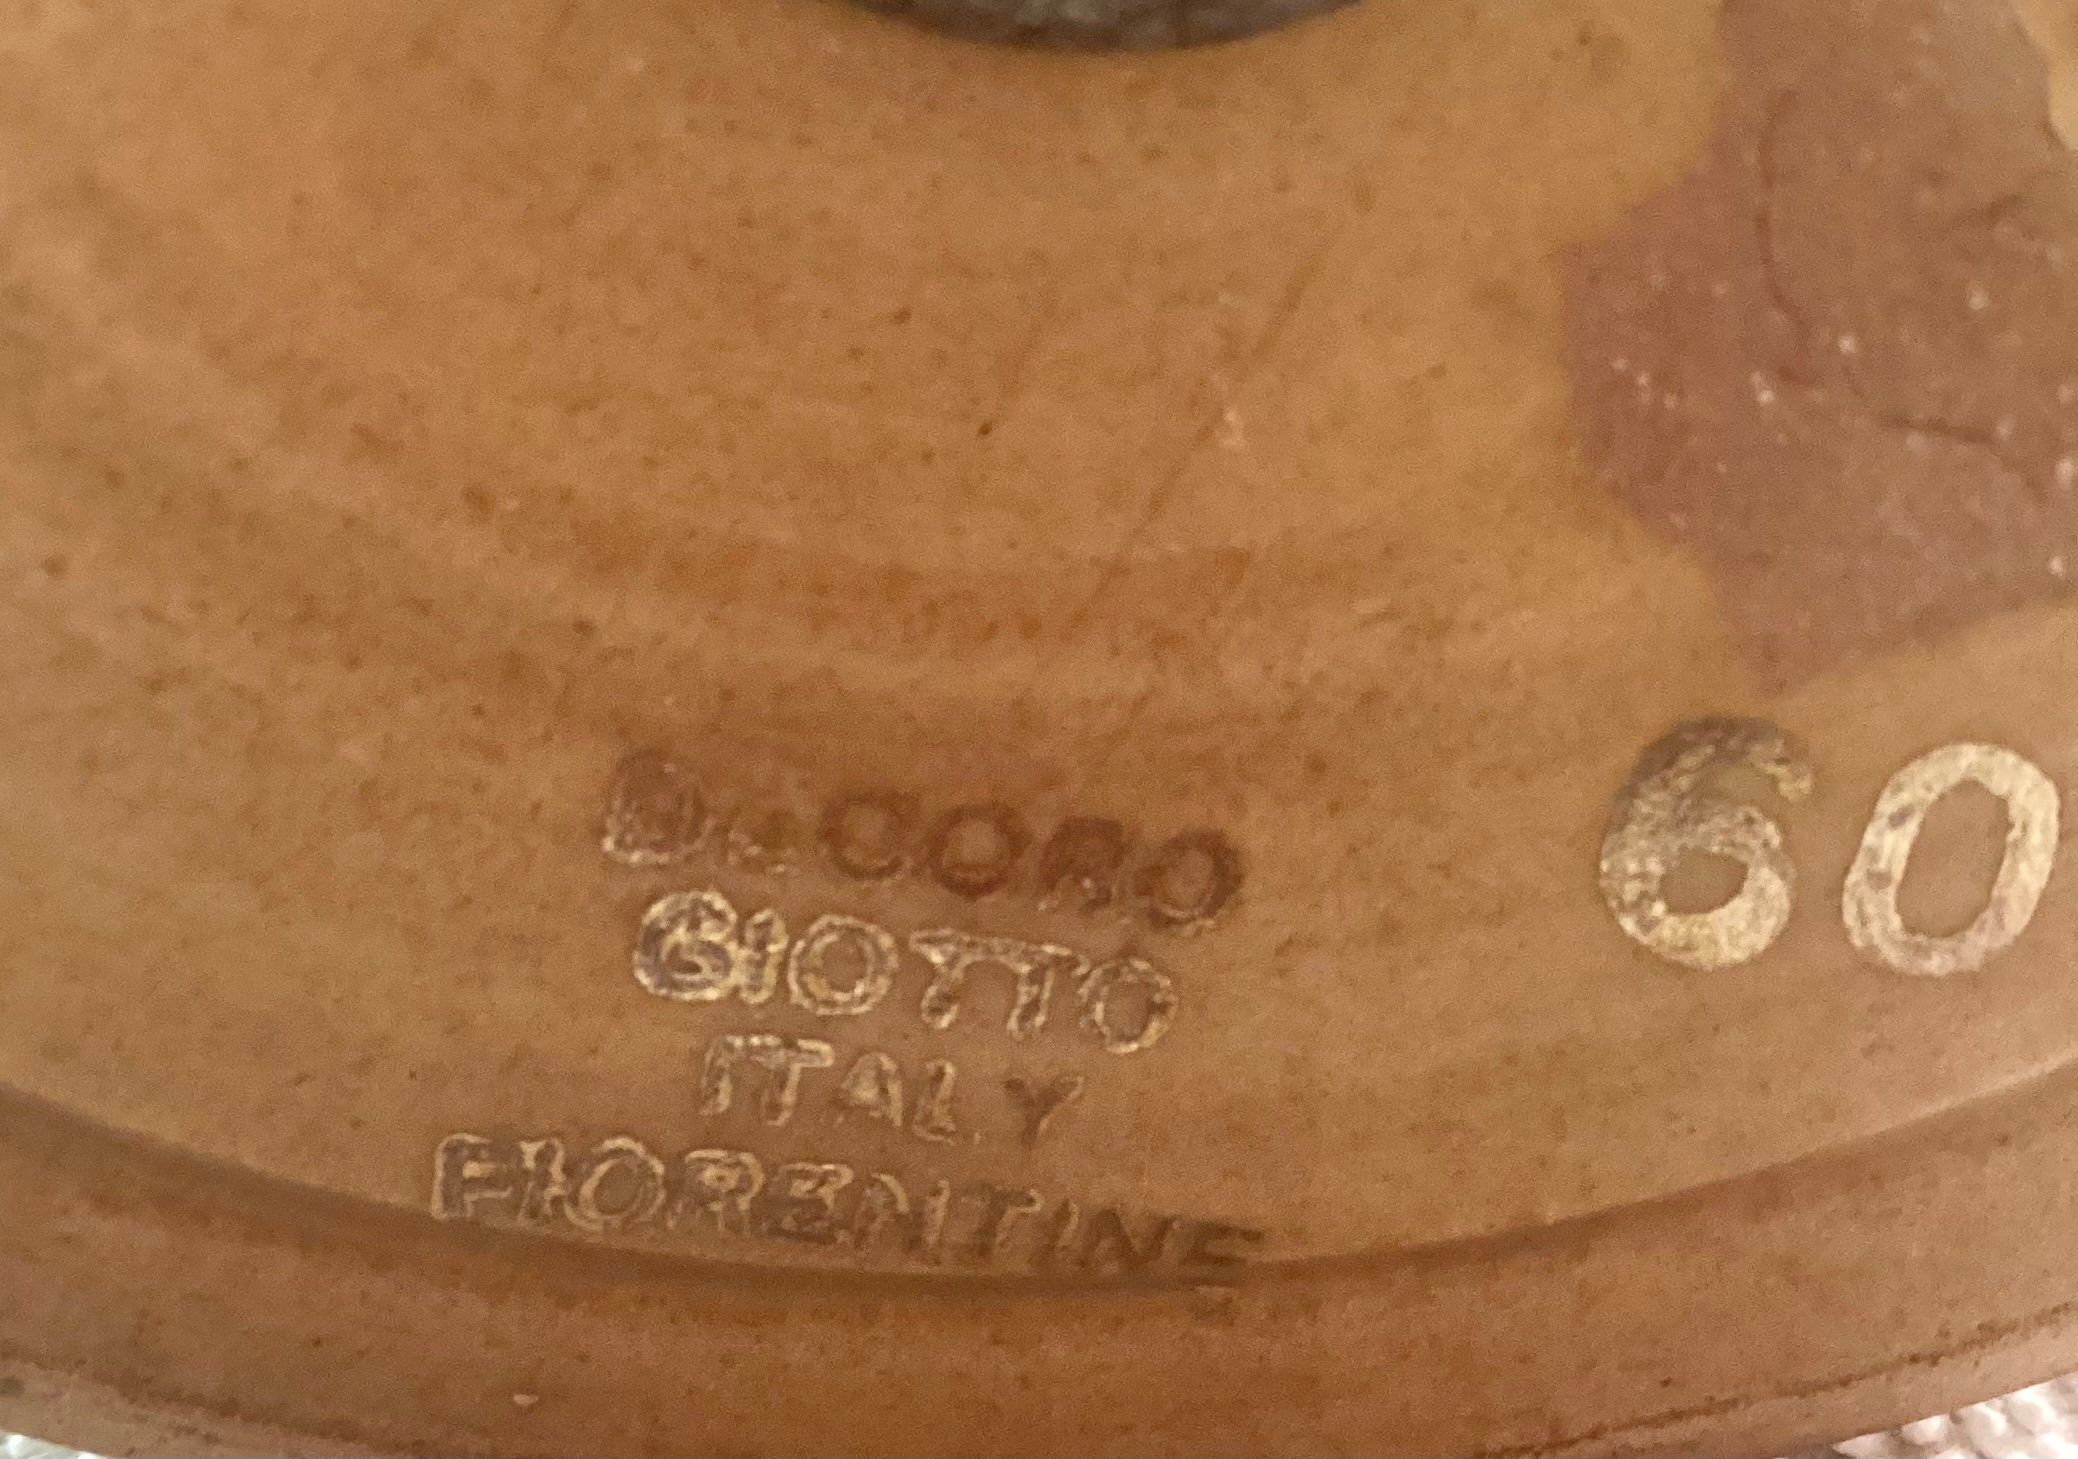 DECORO
GIOTTO
ITALY
FIORENTINE
60